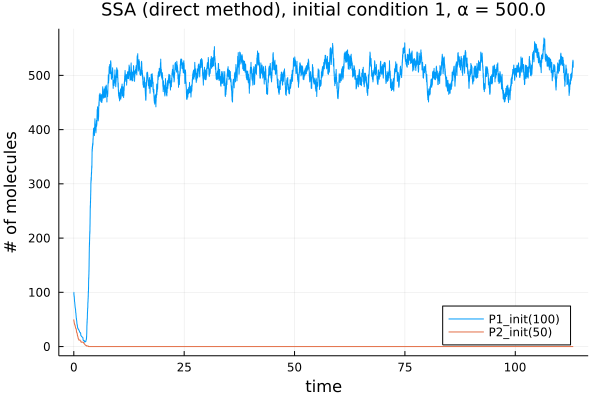 SSA (direct method), initial condition 1, α = 500.0
# of molecules
500
400
300
200
100
0
P1_init(100)
P2_init(50)
0 25 50 75 100
time